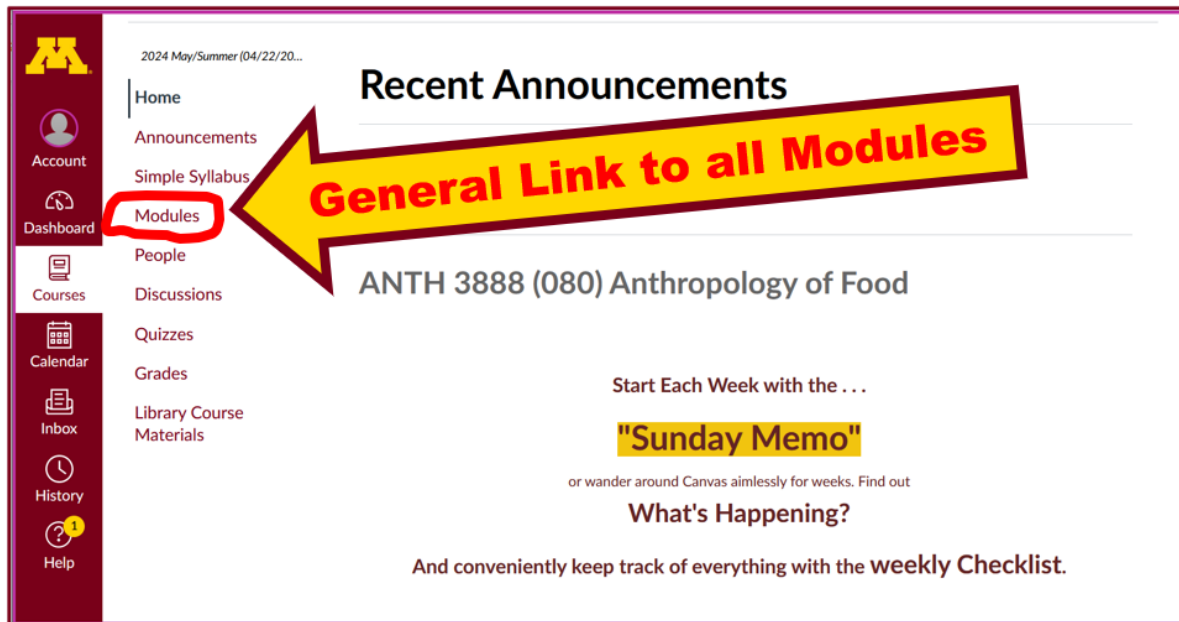 M
Account
Dashboard
Courses
Calendar
Inbox
History
1
Help
2024 May/Summer (04/22/20...
Home
Announcements
Simple Syllabus
Modules
People
Discussions
Quizzes
Grades
Library Course
Materials
Recent Announcements
General Link to all Modules
ANTH 3888 (080) Anthropology of Food
Start Each Week with the . . .
"Sunday Memo"
or wander around Canvas aimlessly for weeks. Find out
What's Happening?
And conveniently keep track of everything with the weekly Checklist.